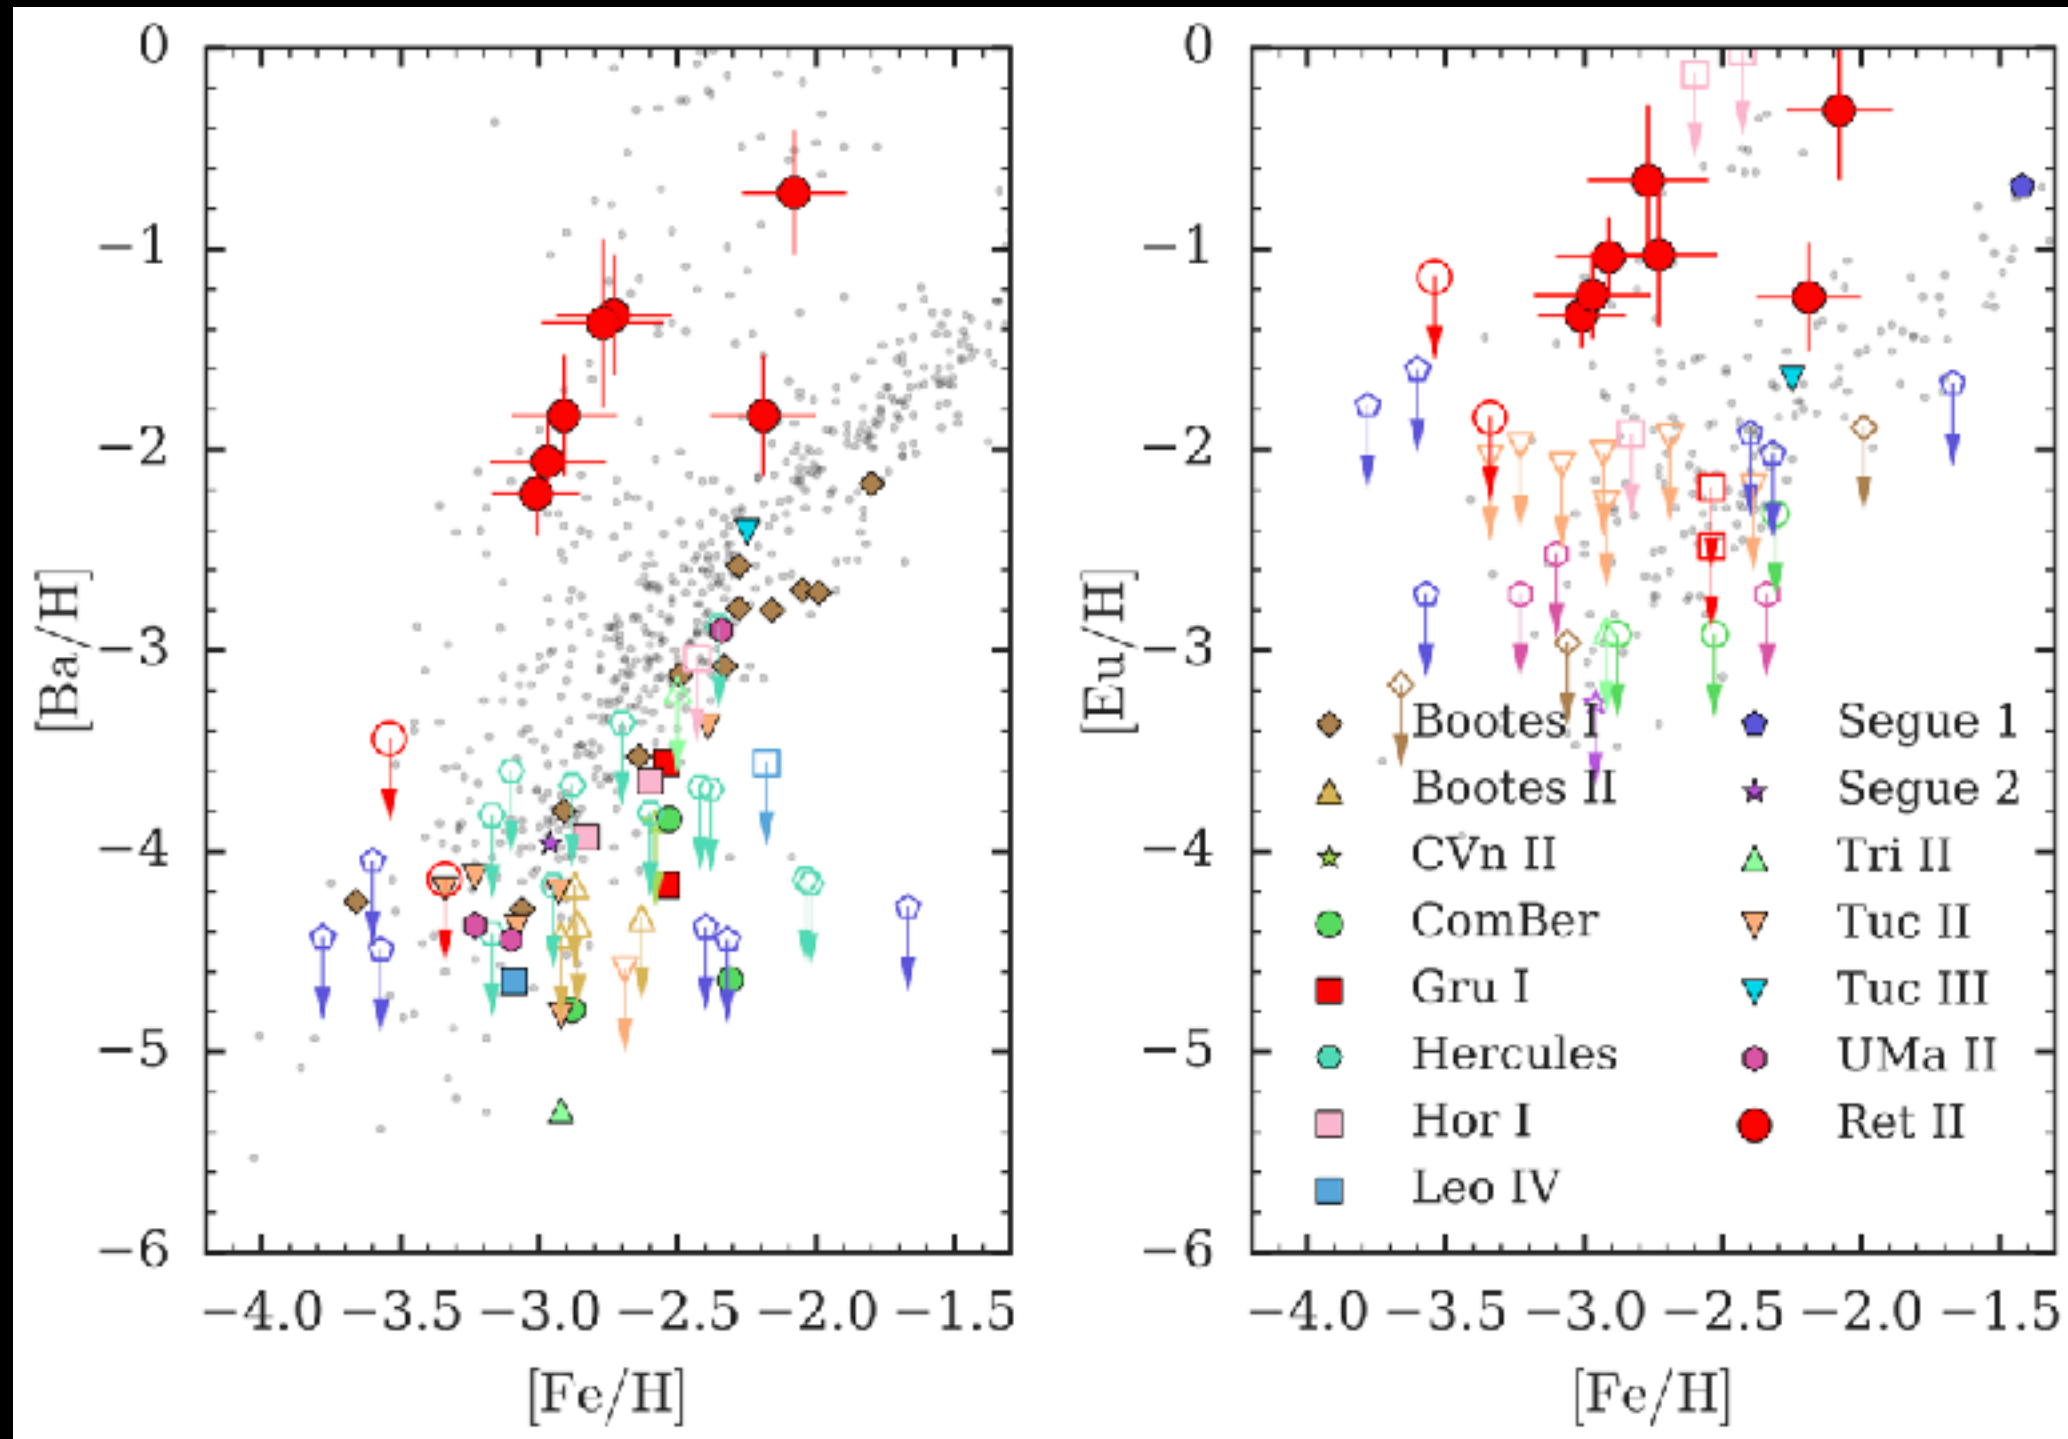 0
−1
−2
−3
−4
−5
−6
[Ba/H]
−4.0 −3.5 −3.0 −2.5 −2.0 −1.5
[Fe/H]
0
−1
−2
−3
−4
−5
−6
[Eu/H]
Bootes I
Bootes II
CVn II
ComBer
Gru I
Hercules
Hor I
Leo IV
Segue 1
Segue 2
Tri II
Tuc II
Tuc III
UMa II
Ret II
−4.0 −3.5 −3.0 −2.5 −2.0 −1.5
[Fe/H]